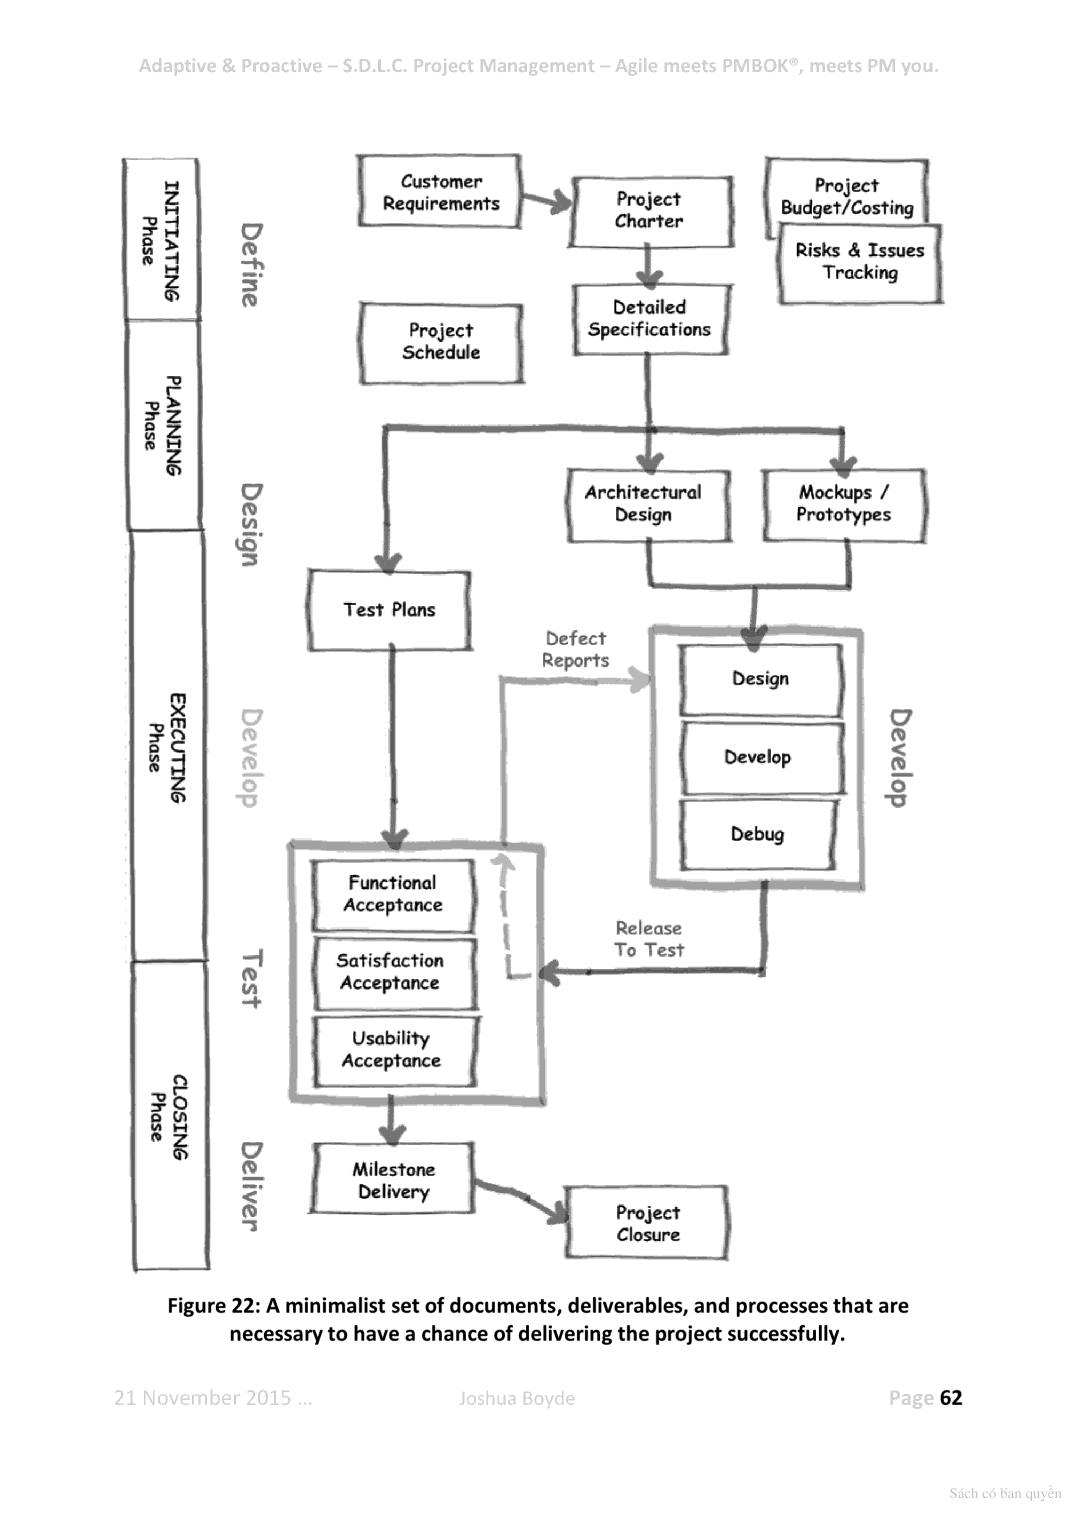 Adaptive & Proactive – S.D.L.C. Project Management – Agile meets PMBOK®, meets PM you.
INITIATING
Phase
PLANNING
Phase
EXECUTING
Phase
CLOSING
Phase
Define
Design
Develop
Test
Deliver
Customer
Requirements
Project
Charter
Project
Budget/Costing
Risks & Issues
Tracking
Detailed
Specifications
Project
Schedule
Architectural
Design
Mockups /
Prototypes
Test Plans
Defect
Reports
Design
Develop
Debug
Develop
Functional
Acceptance
Satisfaction
Acceptance
Usability
Acceptance
Release
To Test
Milestone
Delivery
Project
Closure
Figure 22: A minimalist set of documents, deliverables, and processes that are
necessary to have a chance of delivering the project successfully.
21 November 2015 ...
Joshua Boyde
Page 62
Sách có bản quyền